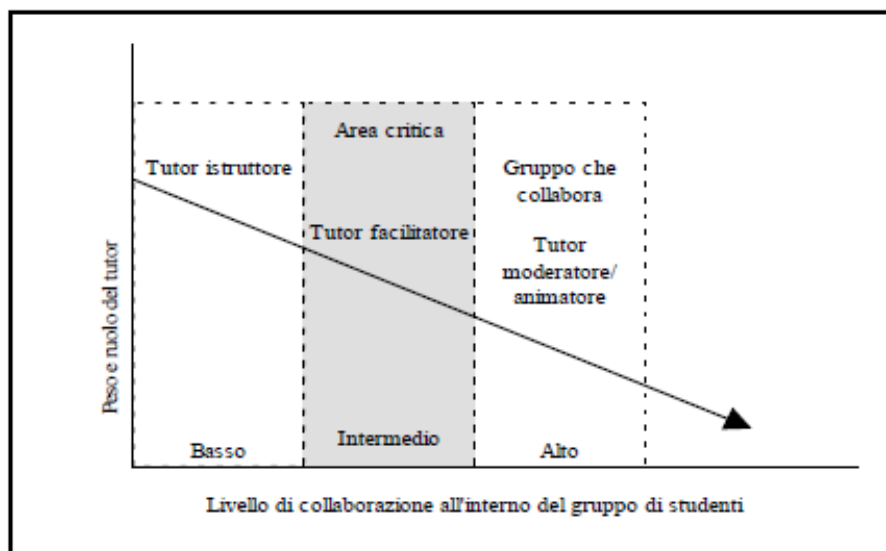 Area critica
Tutor istruttore
Gruppo che
collabora
Tutor facilitatore
Tutor
moderatore/
animatore
Peso e ruolo del tutor
Basso
Intermedio
Alto
Livello di collaborazione all'interno del gruppo di studenti